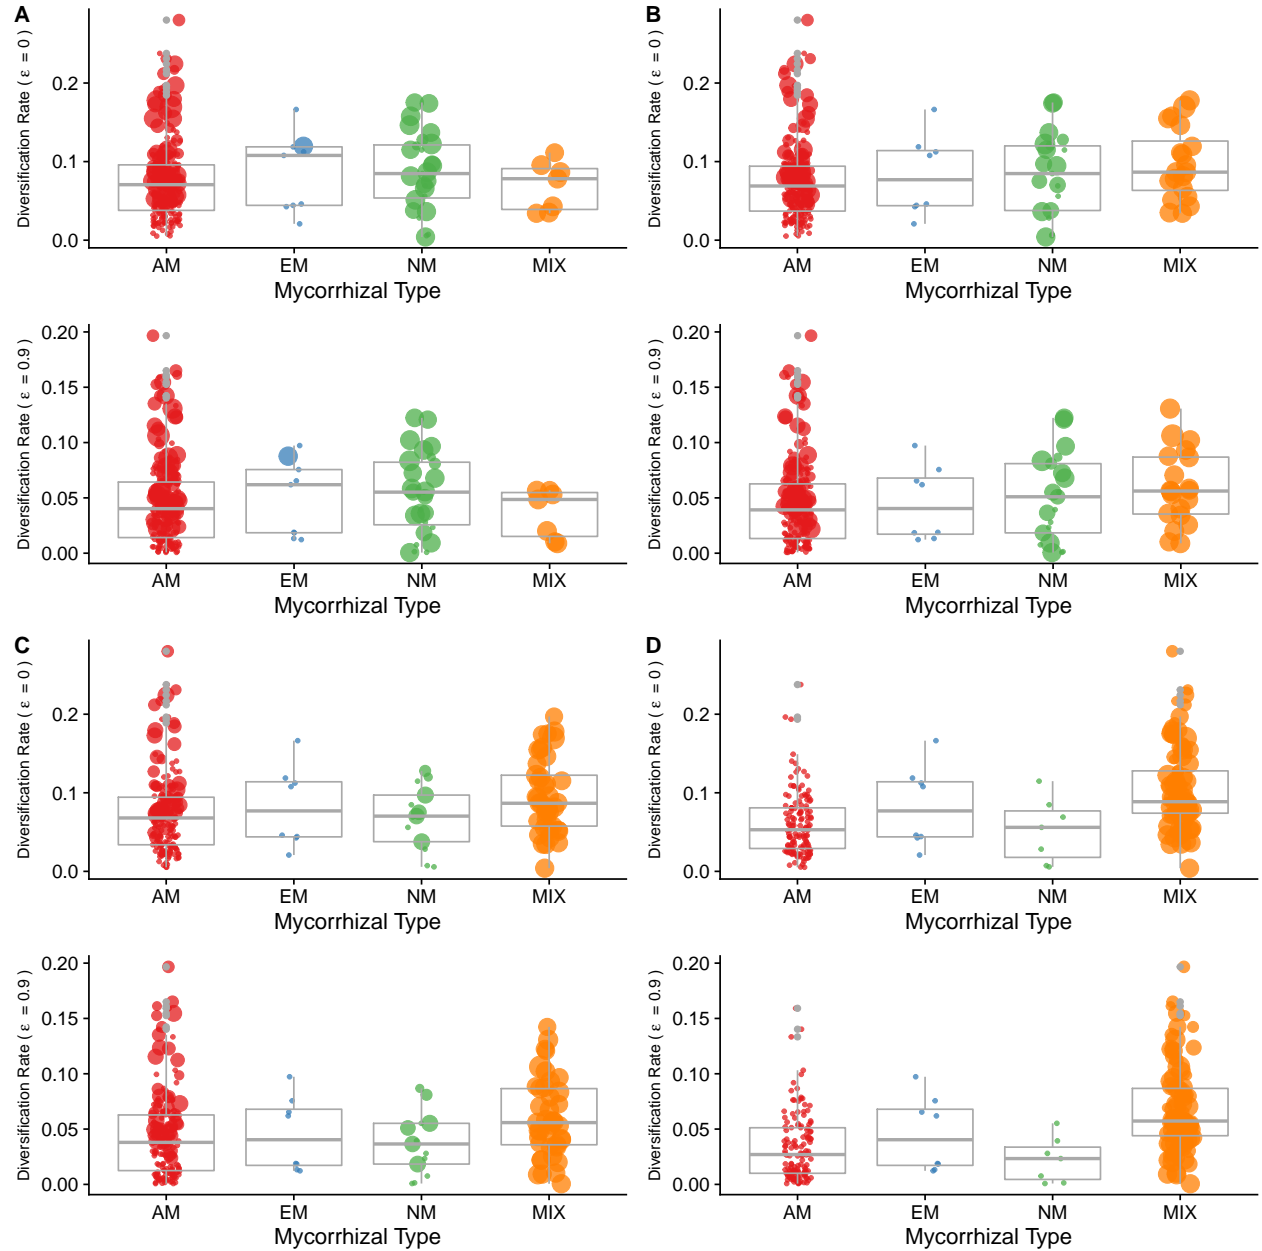 A
Diversification Rate ( ε = 0 )
0.2
0.1
0.0
AM EM NM MIX
Mycorrhizal Type
Diversification Rate ( ε = 0.9 )
0.20
0.15
0.10
0.05
0.00
AM EM NM MIX
Mycorrhizal Type
B
Diversification Rate ( ε = 0 )
0.2
0.1
0.0
AM EM NM MIX
Mycorrhizal Type
Diversification Rate ( ε = 0.9 )
0.20
0.15
0.10
0.05
0.00
AM EM NM MIX
Mycorrhizal Type
C
Diversification Rate ( ε = 0 )
0.2
0.1
0.0
AM EM NM MIX
Mycorrhizal Type
Diversification Rate ( ε = 0.9 )
0.20
0.15
0.10
0.05
0.00
AM EM NM MIX
Mycorrhizal Type
D
Diversification Rate ( ε = 0 )
0.2
0.1
0.0
AM EM NM MIX
Mycorrhizal Type
Diversification Rate ( ε = 0.9 )
0.20
0.15
0.10
0.05
0.00
AM EM NM MIX
Mycorrhizal Type